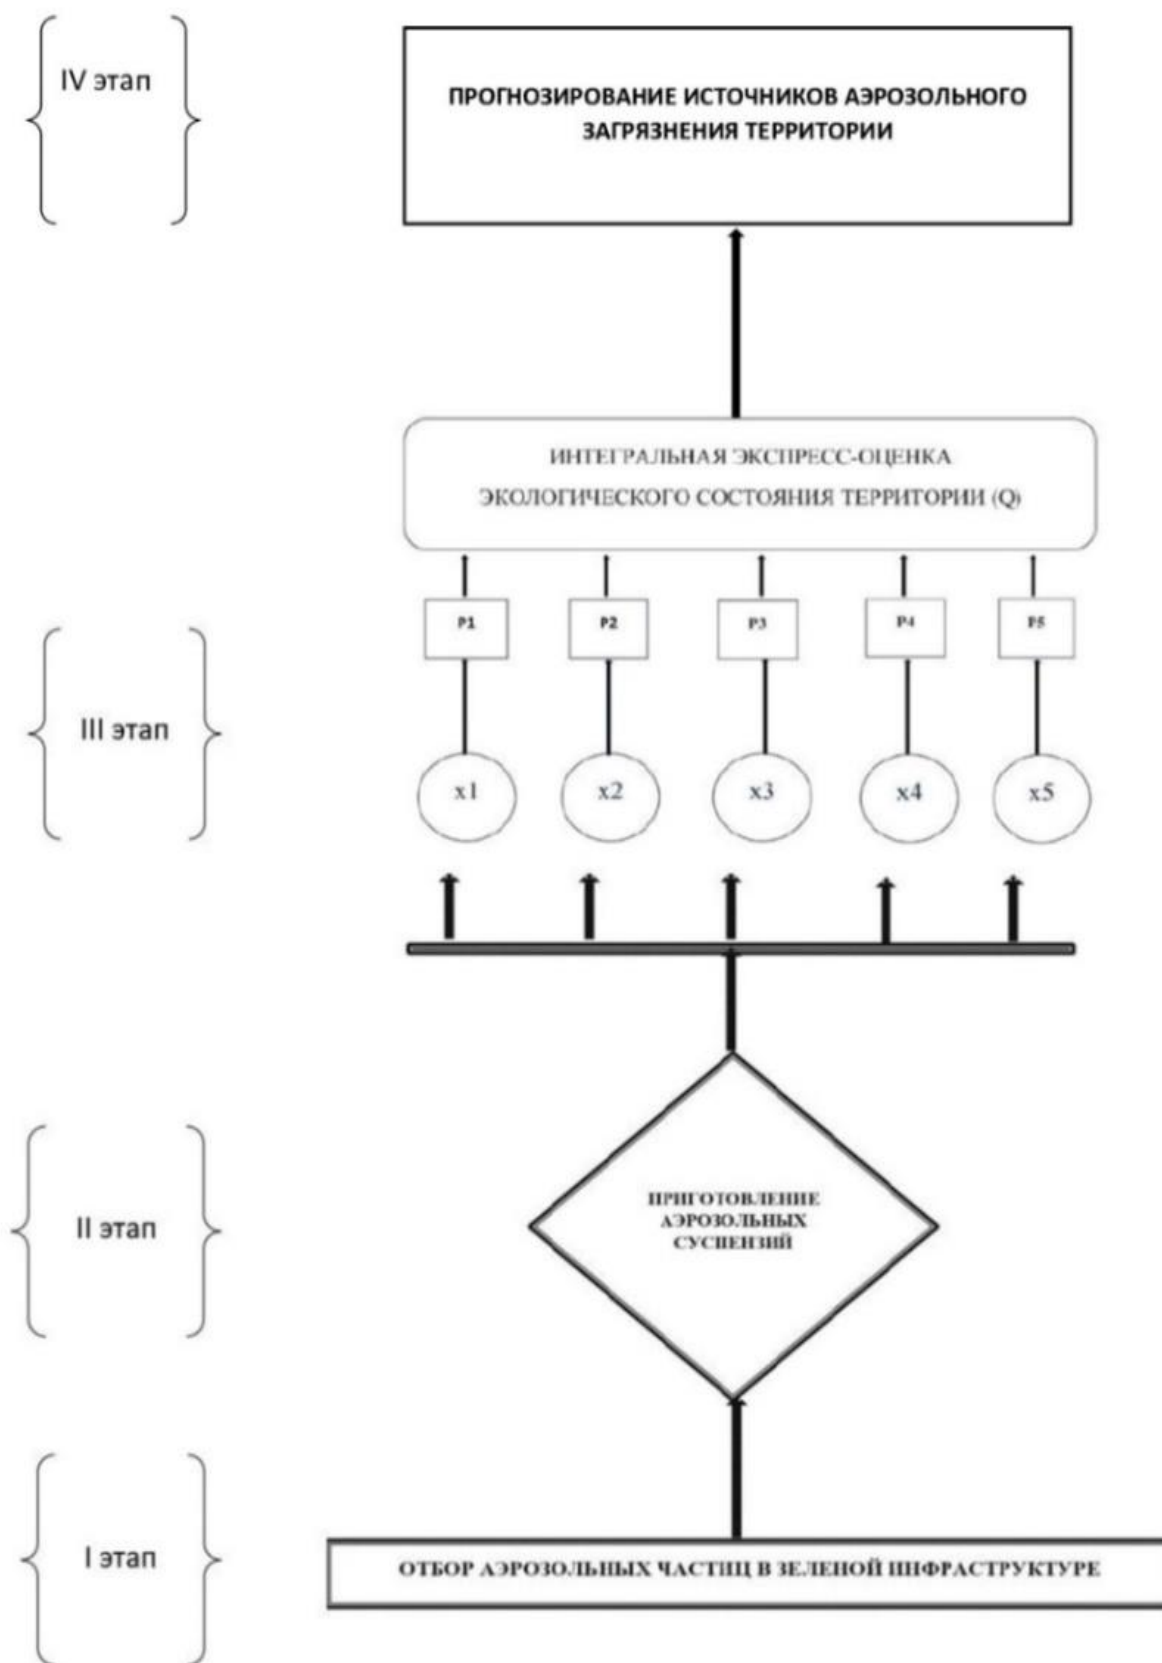 IV этап
ПРОГНОЗИРОВАНИЕ ИСТОЧНИКОВ АЭРОЗОЛЬНОГО
ЗАГРЯЗНЕНИЯ ТЕРРИТОРИИ
ИНТЕГРАЛЬНАЯ ЭКСПРЕСС-ОЦЕНКА
ЭКОЛОГИЧЕСКОГО СОСТОЯНИЯ ТЕРРИТОРИИ (Q)
P1 P2 P3 P4 P5
III этап
x1 x2 x3 x4 x5
II этап
ПРИГОТОВЛЕНИЕ
АЭРОЗОЛЬНЫХ
СУСПЕНЗИЙ
I этап
ОТБОР АЭРОЗОЛЬНЫХ ЧАСТИЦ В ЗЕЛЕНОЙ ИНФРАСТРУКТУРЕ